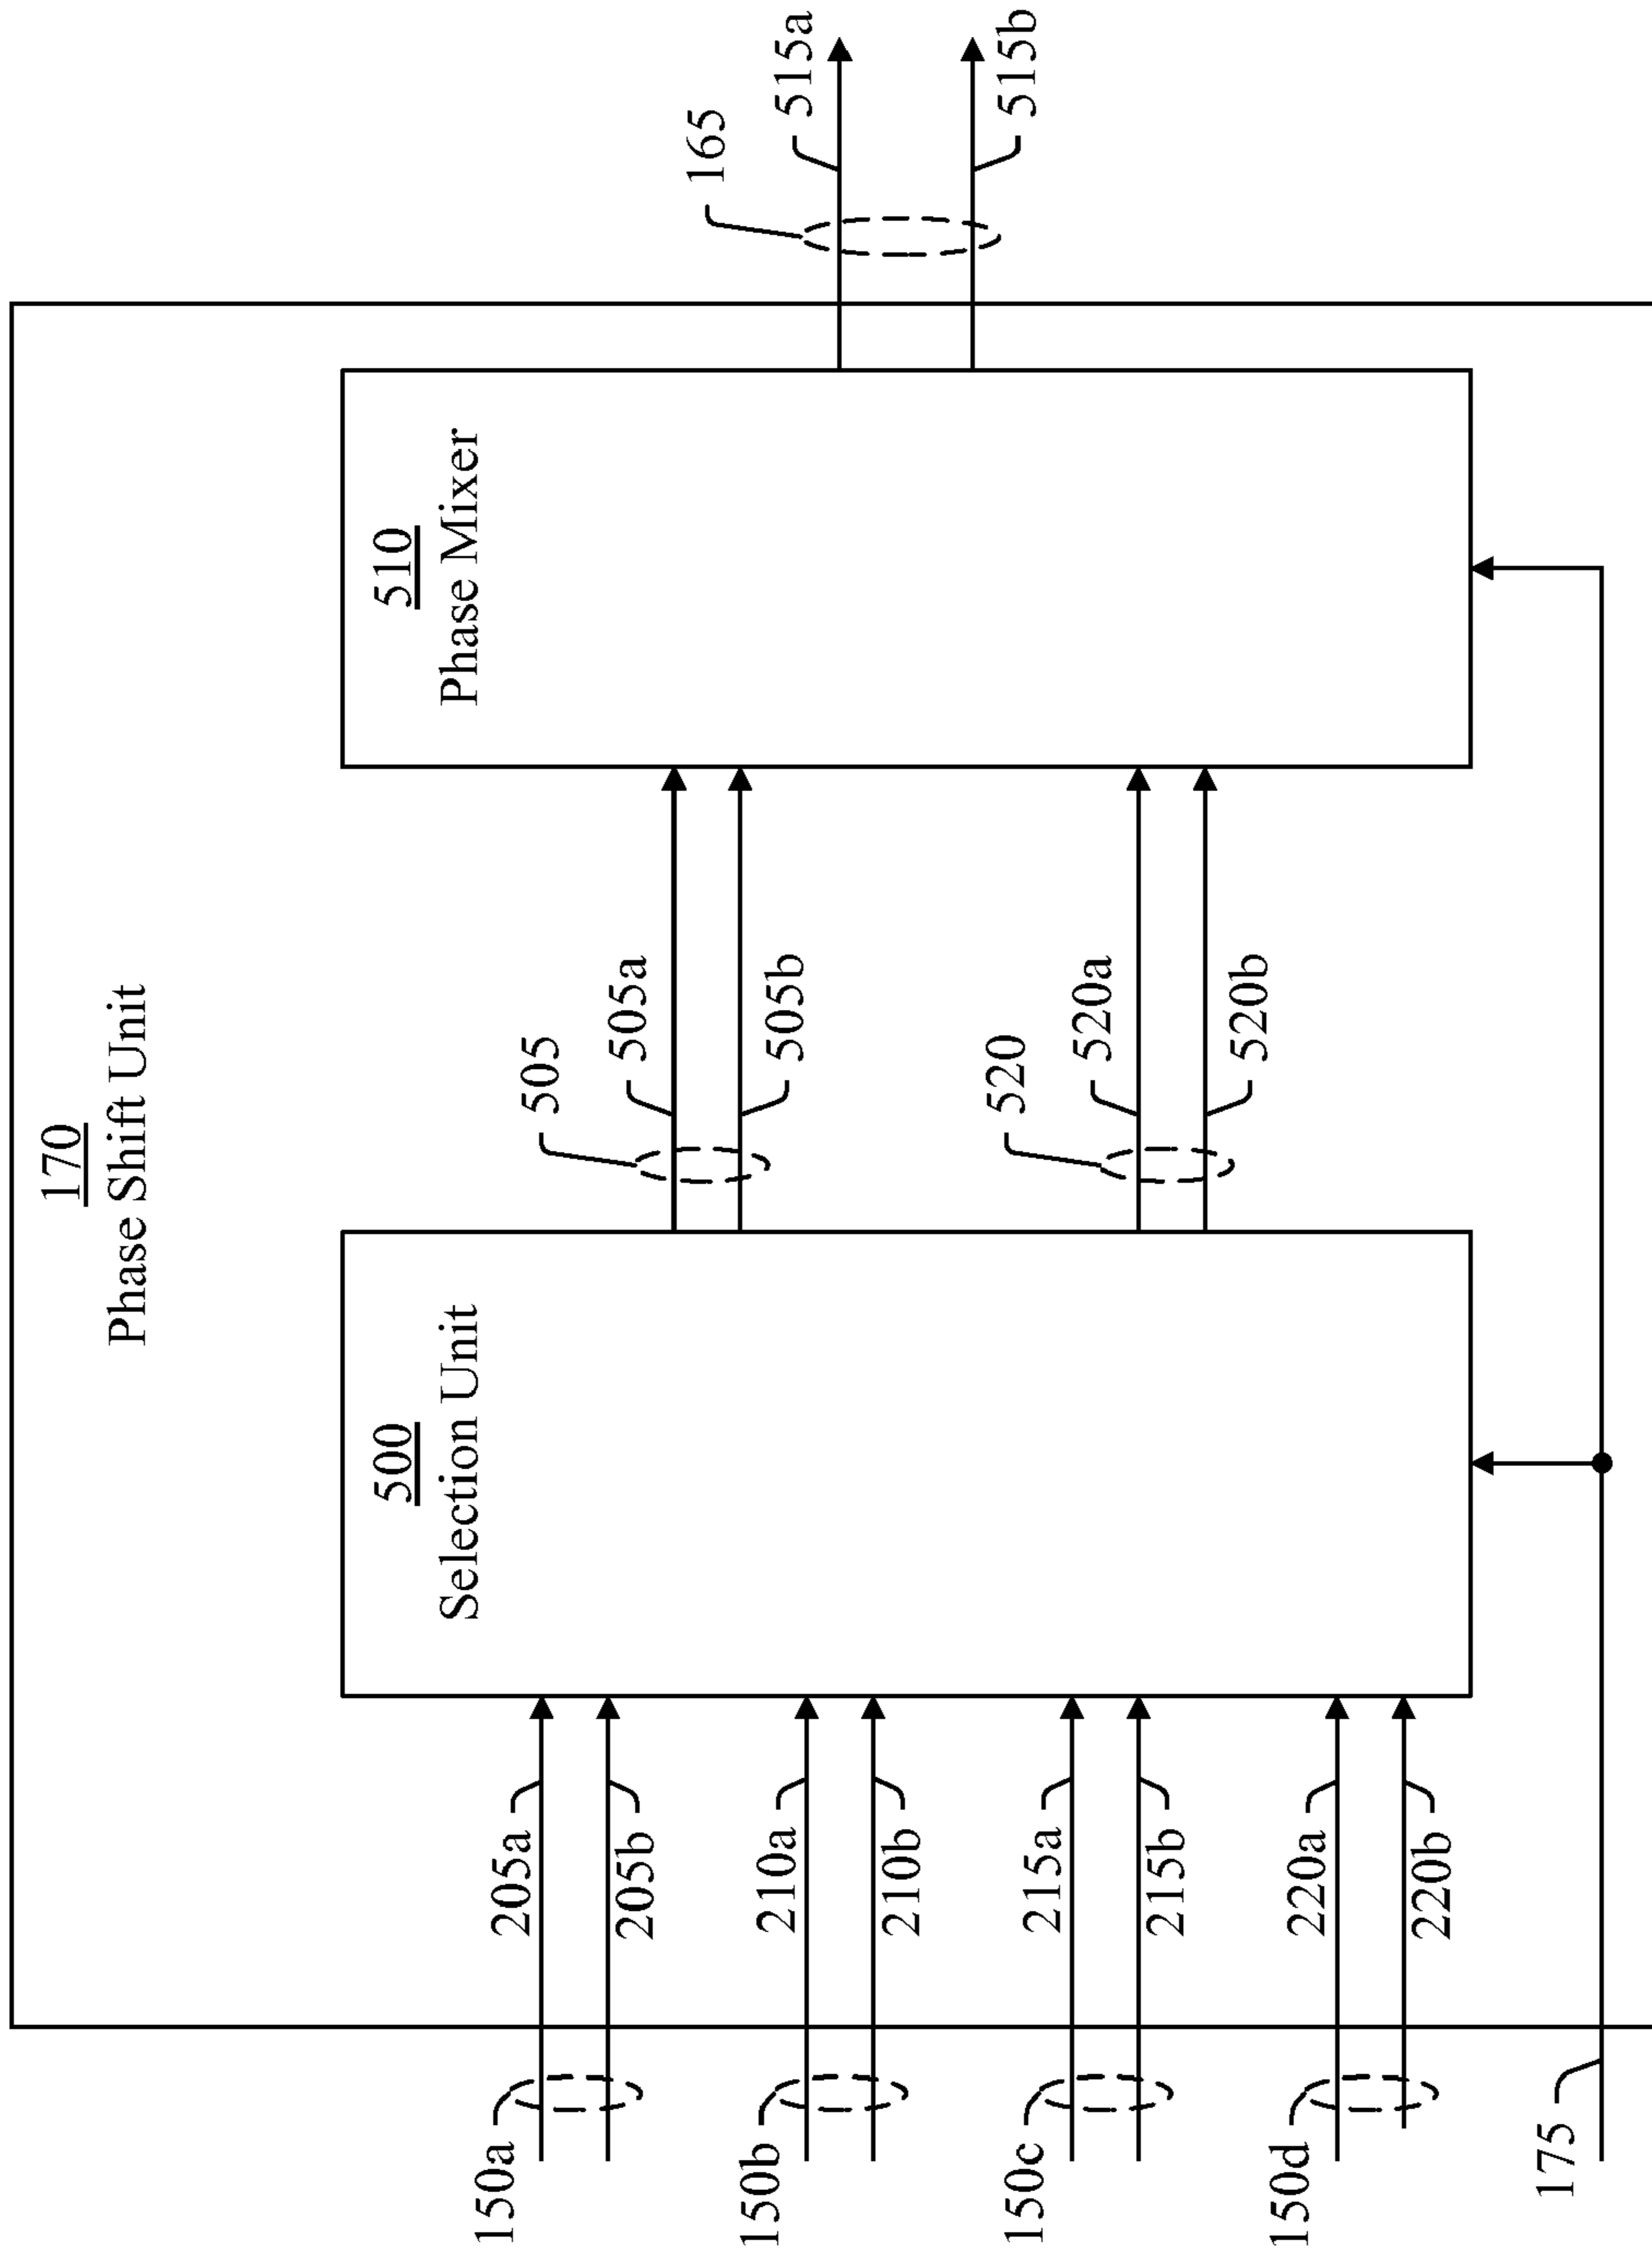 170
Phase Shift Unit
500
Selection Unit
510
Phase Mixer
150a
205a
205b
150b
210a
210b
150c
215a
215b
150d
220a
220b
175
505
505a
505b
520
520a
520b
165
515a
515b